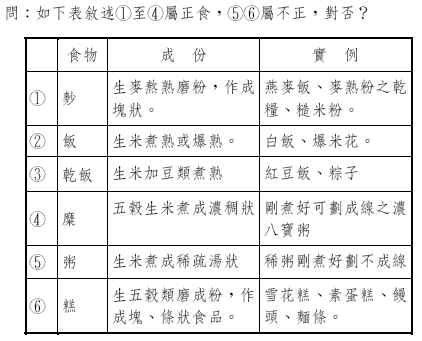 問：如下表敘述①至④屬正食，⑤⑥屬不正，對否？
食物 成份 實例
① 麨 生麥熬熟磨粉，作成塊狀。 燕麥飯、麥熟粉之乾糧、糙米粉。
② 飯 生米煮熟或爆熟。 白飯、爆米花。
③ 乾飯 生米加豆類煮熟 紅豆飯、粽子
④ 糜 五穀生米煮成濃稠狀 剛煮好可劃成線之濃八寶粥
⑤ 粥 生米煮成稀疏湯狀 稀粥剛煮好劃不成線
⑥ 糕 生五穀類磨成粉，作成塊、條狀食品。 雪花糕、素蛋糕、饅頭、麵條。